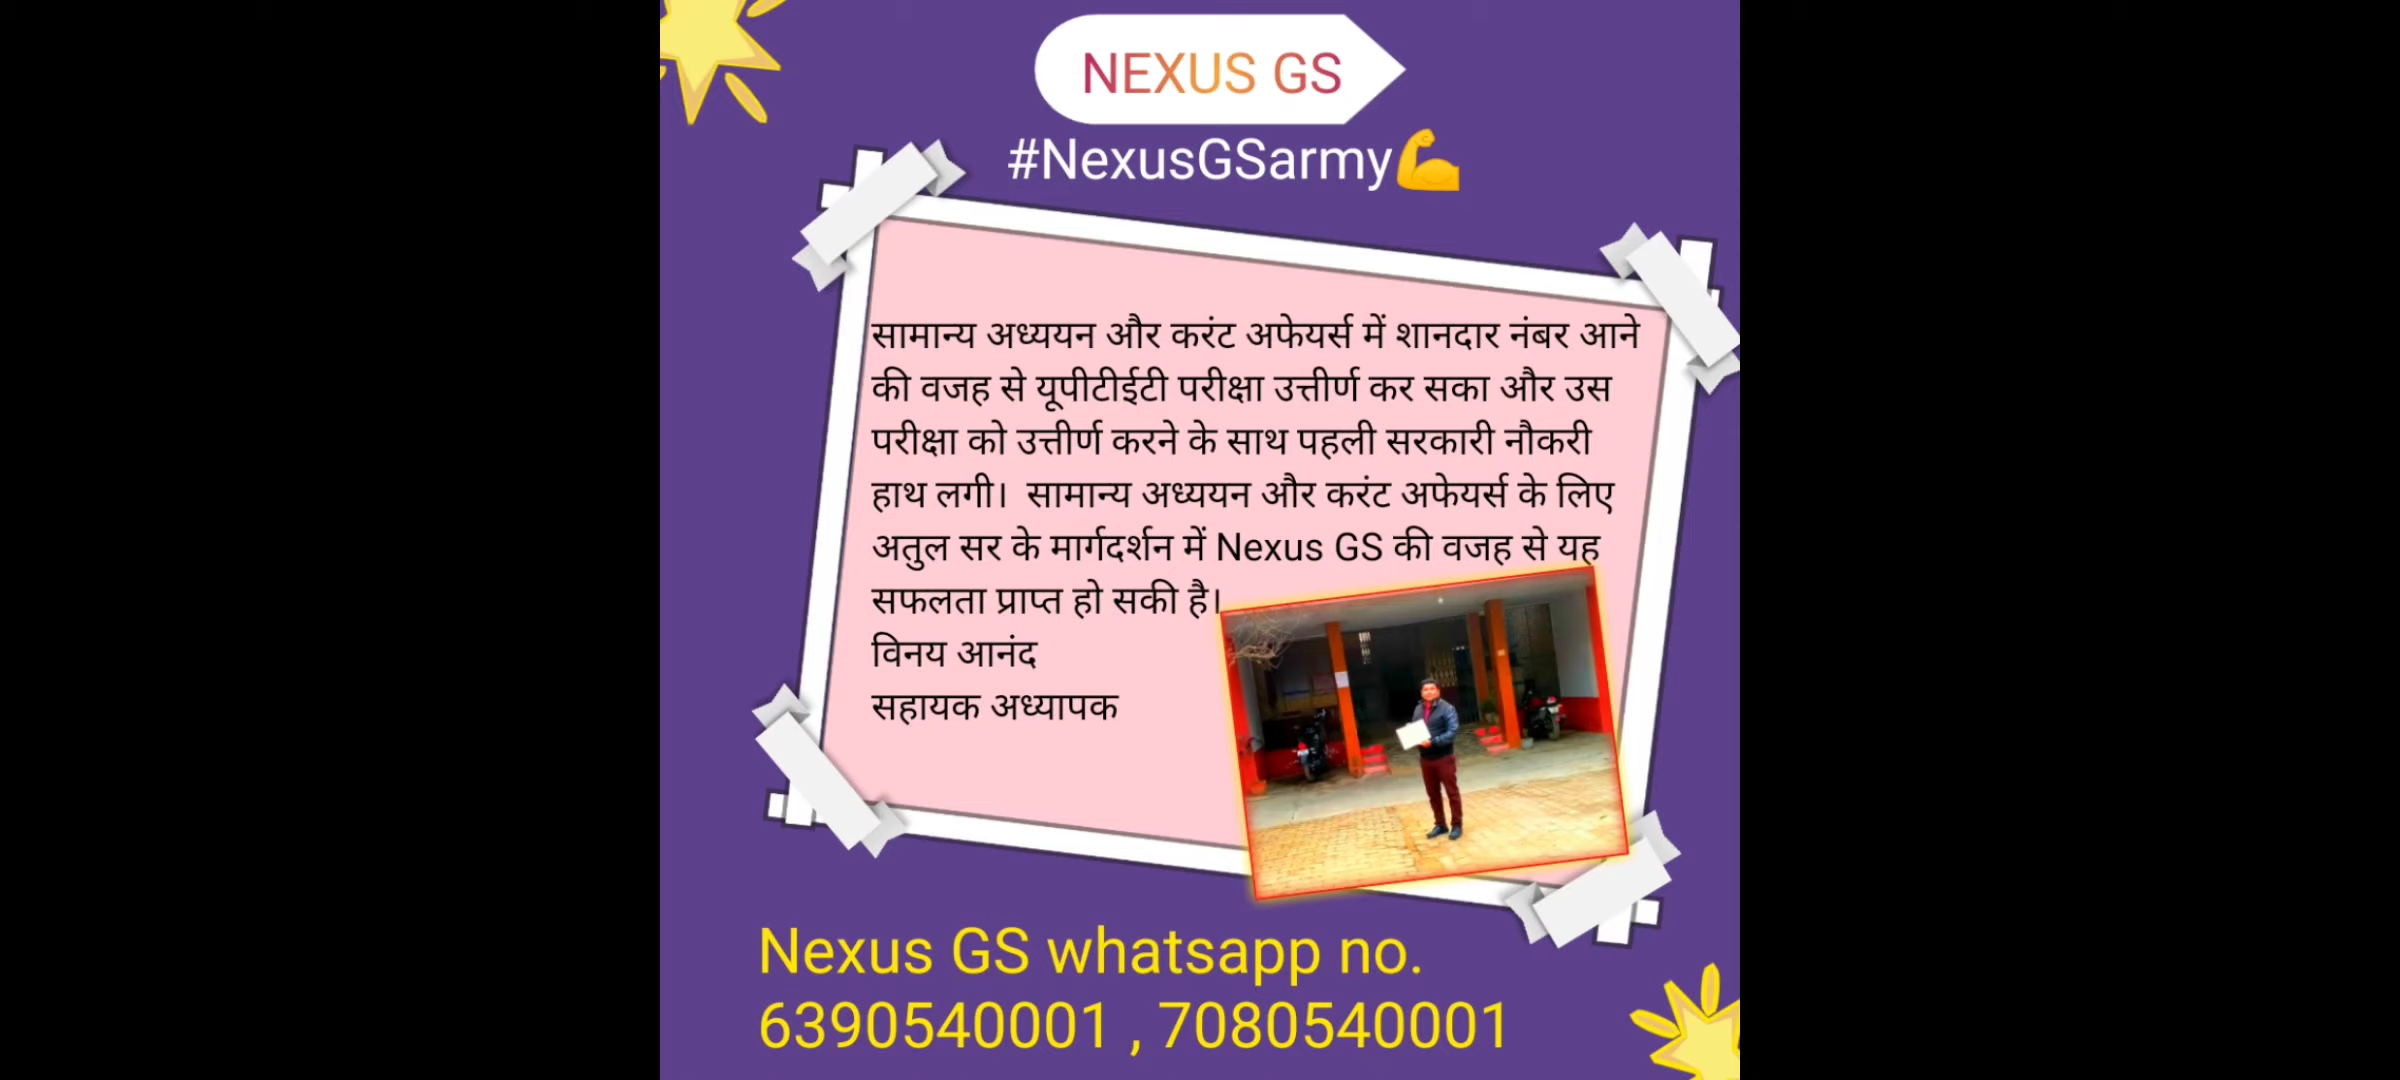 NEXUS GS
#NexusGSarmy💪
सामान्य अध्ययन और करंट अफेयर्स में शानदार नंबर आने
की वजह से यूपीटीईटी परीक्षा उत्तीर्ण कर सका और उस
परीक्षा को उत्तीर्ण करने के साथ पहली सरकारी नौकरी
हाथ लगी। सामान्य अध्ययन और करंट अफेयर्स के लिए
अतुल सर के मार्गदर्शन में Nexus GS की वजह से यह
सफलता प्राप्त हो सकी है।
विनय आनंद
सहायक अध्यापक
Nexus GS whatsapp no.
6390540001 , 7080540001